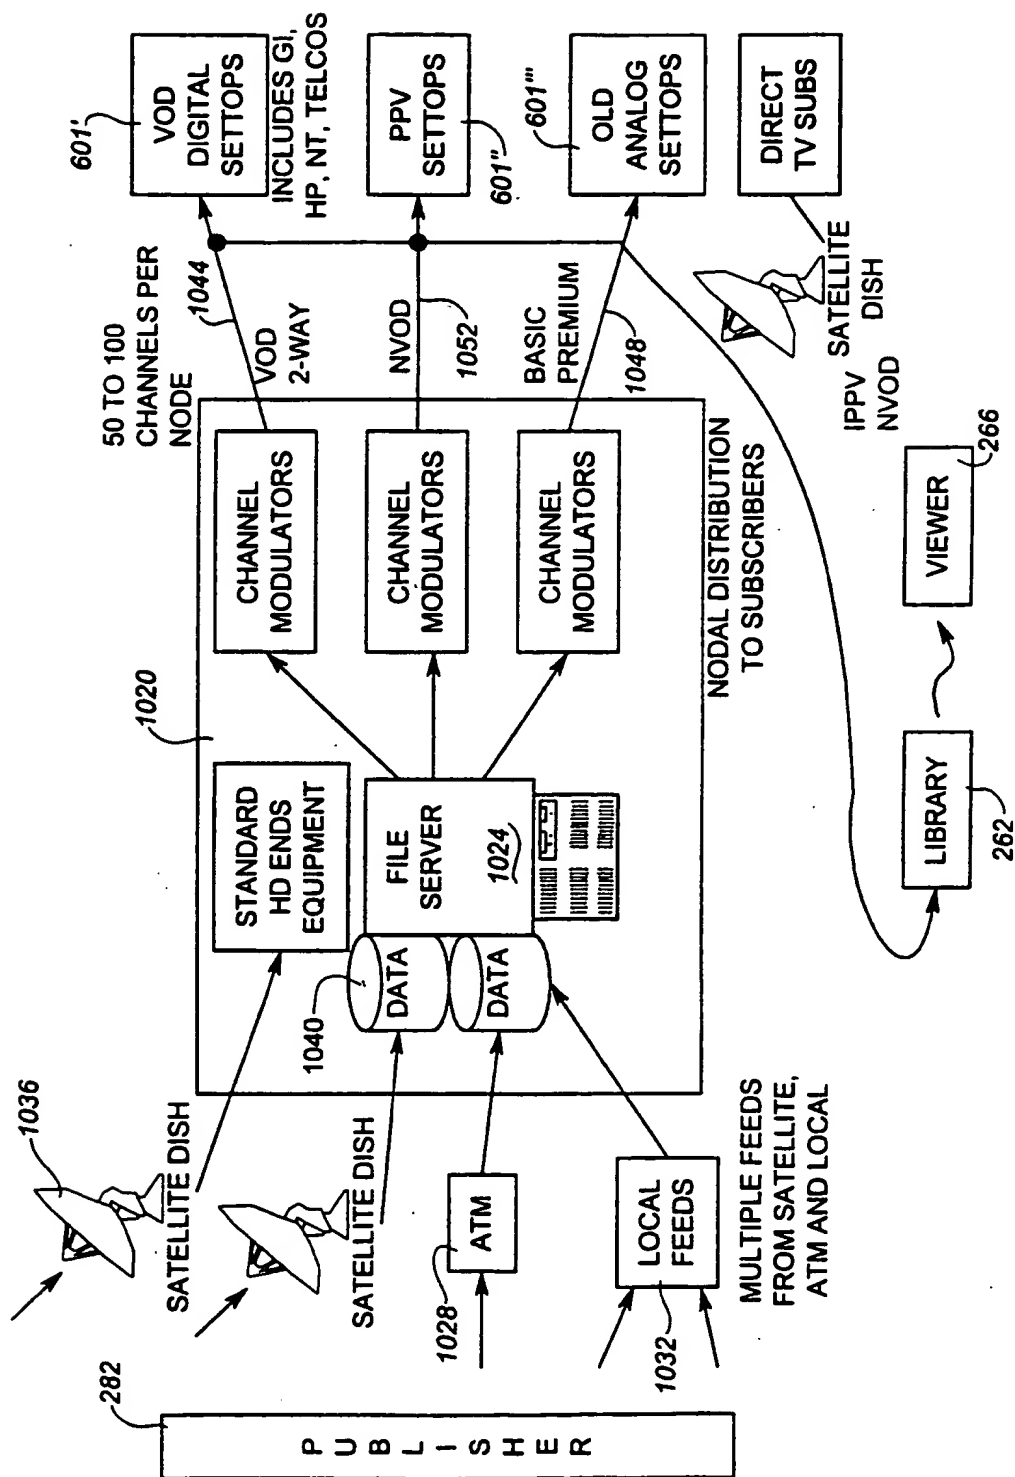 282
PUBLISHER
1036
SATELLITE DISH
SATELLITE DISH
1028
ATM
LOCAL
FEEDS
1032
MULTIPLE FEEDS
FROM SATELLITE,
ATM AND LOCAL
1020
STANDARD
HD ENDS
EQUIPMENT
1040
DATA
DATA
FILE
SERVER
1024
CHANNEL
MODULATORS
CHANNEL
MODULATORS
CHANNEL
MODULATORS
NODAL DISTRIBUTION
TO SUBSCRIBERS
50 TO 100
CHANNELS PER
NODE
1044
VOD
2-WAY
NVOD
1052
BASIC
PREMIUM
1048
601'
VOD
DIGITAL
SETTOPS
INCLUDES GI,
HP, NT, TELCOS
PPV
SETTOPS
601"
601'"
OLD
ANALOG
SETTOPS
DIRECT
TV SUBS
SATELLITE
DISH
IPPV
NVOD
LIBRARY
262
VIEWER
266